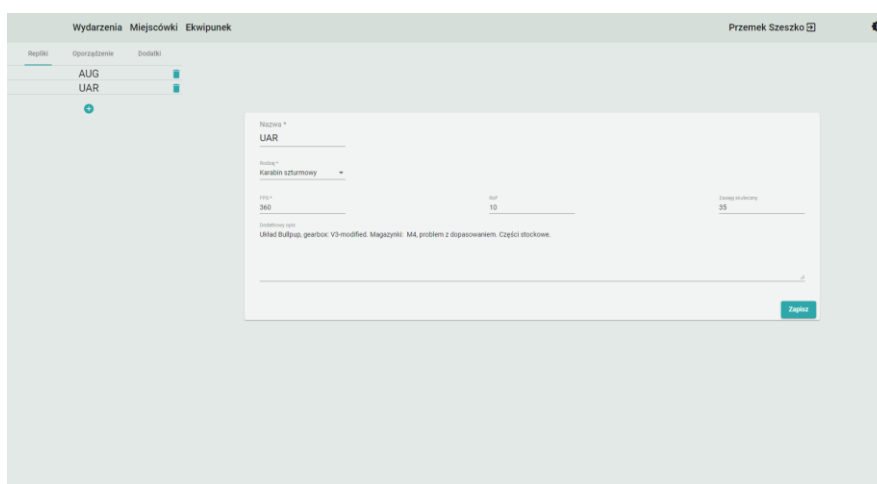 Wydarzenia Miejscówki Ekwipunek
Przemek Szeszko
Repliki Oporządzenie Dodatki
AUG
UAR
Nazwa *
UAR
Rodzaj *
Karabin szturmowy
FPS * RoF Zasięg skuteczny
360 10 35
Dodatkowy opis
Układ Bullpup, gearbox: V3-modified. Magazynki: M4, problem z dopasowaniem. Części stockowe.
Zapisz